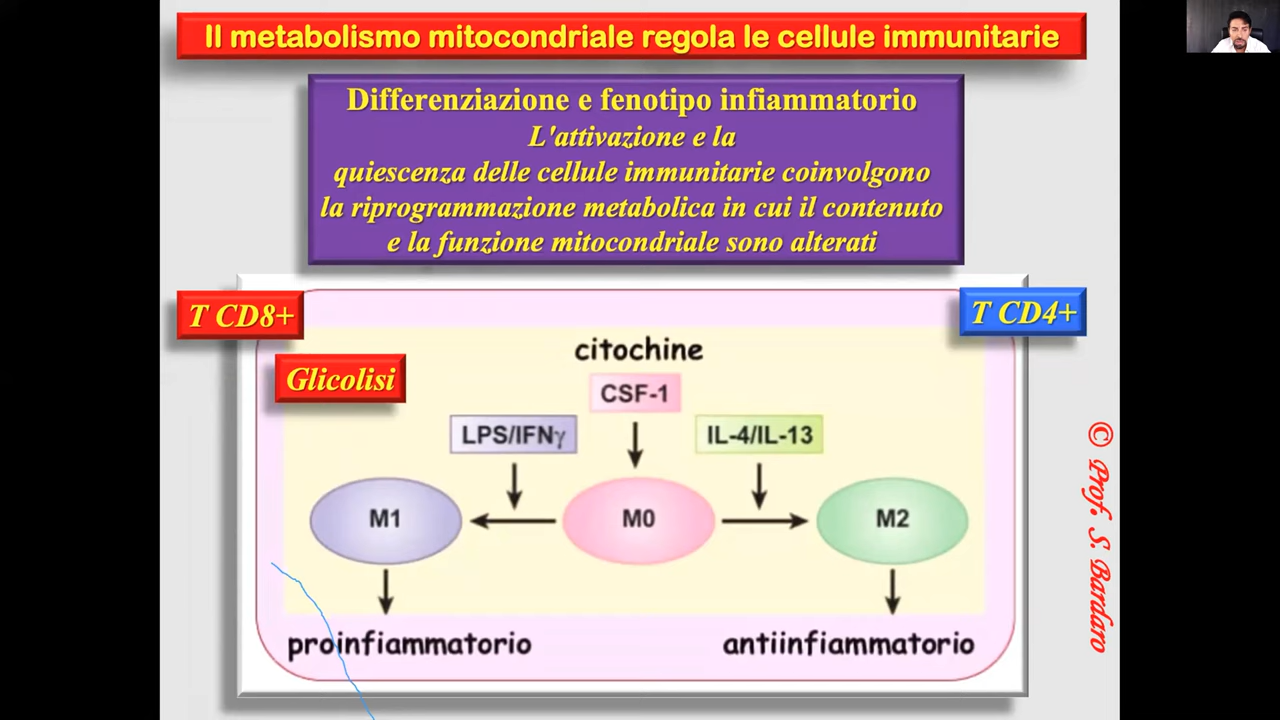 Il metabolismo mitocondriale regola le cellule immunitarie
Differenziazione e fenotipo infiammatorio
L'attivazione e la
quiescenza delle cellule immunitarie coinvolgono
la riprogrammazione metabolica in cui il contenuto
e la funzione mitocondriale sono alterati
T CD8+
T CD4+
Glicolisi
citochine
CSF-1
LPS/IFNγ
IL-4/IL-13
M1
M0
M2
proinfiammatorio
antiinfiammatorio
© Prof. S. Bardaro